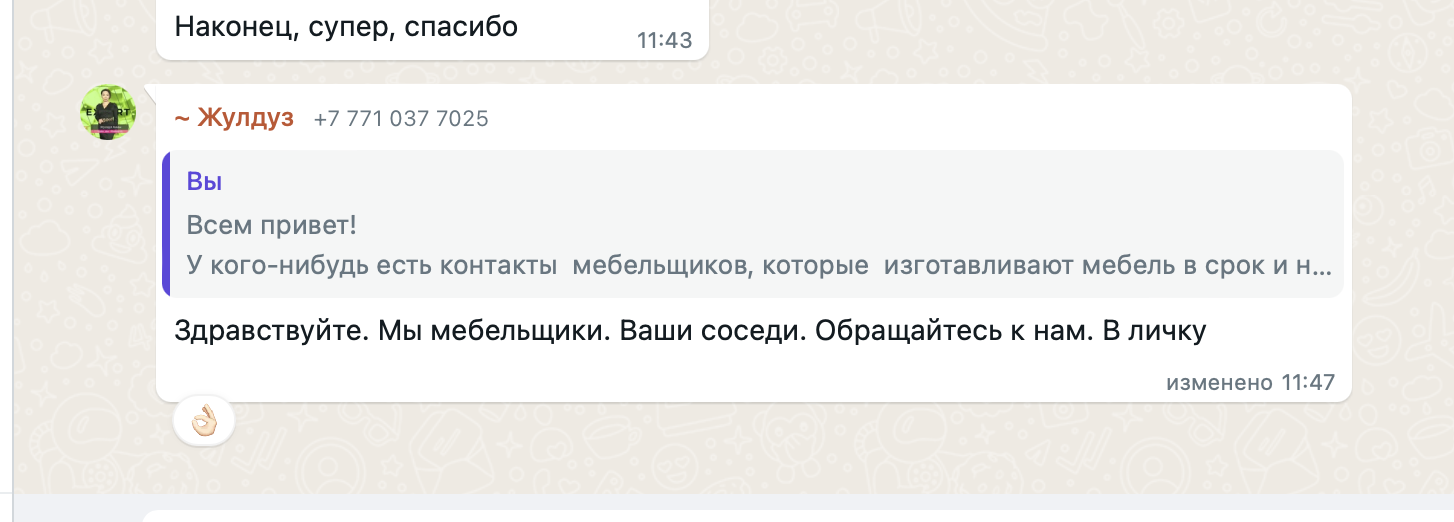 Наконец, супер, спасибо
11:43
~ Жулдуз +7 771 037 7025
Вы
Всем привет!
У кого-нибудь есть контакты мебельщиков, которые изготавливают мебель в срок и н...
Здравствуйте. Мы мебельщики. Ваши соседи. Обращайтесь к нам. В личку
изменено 11:47